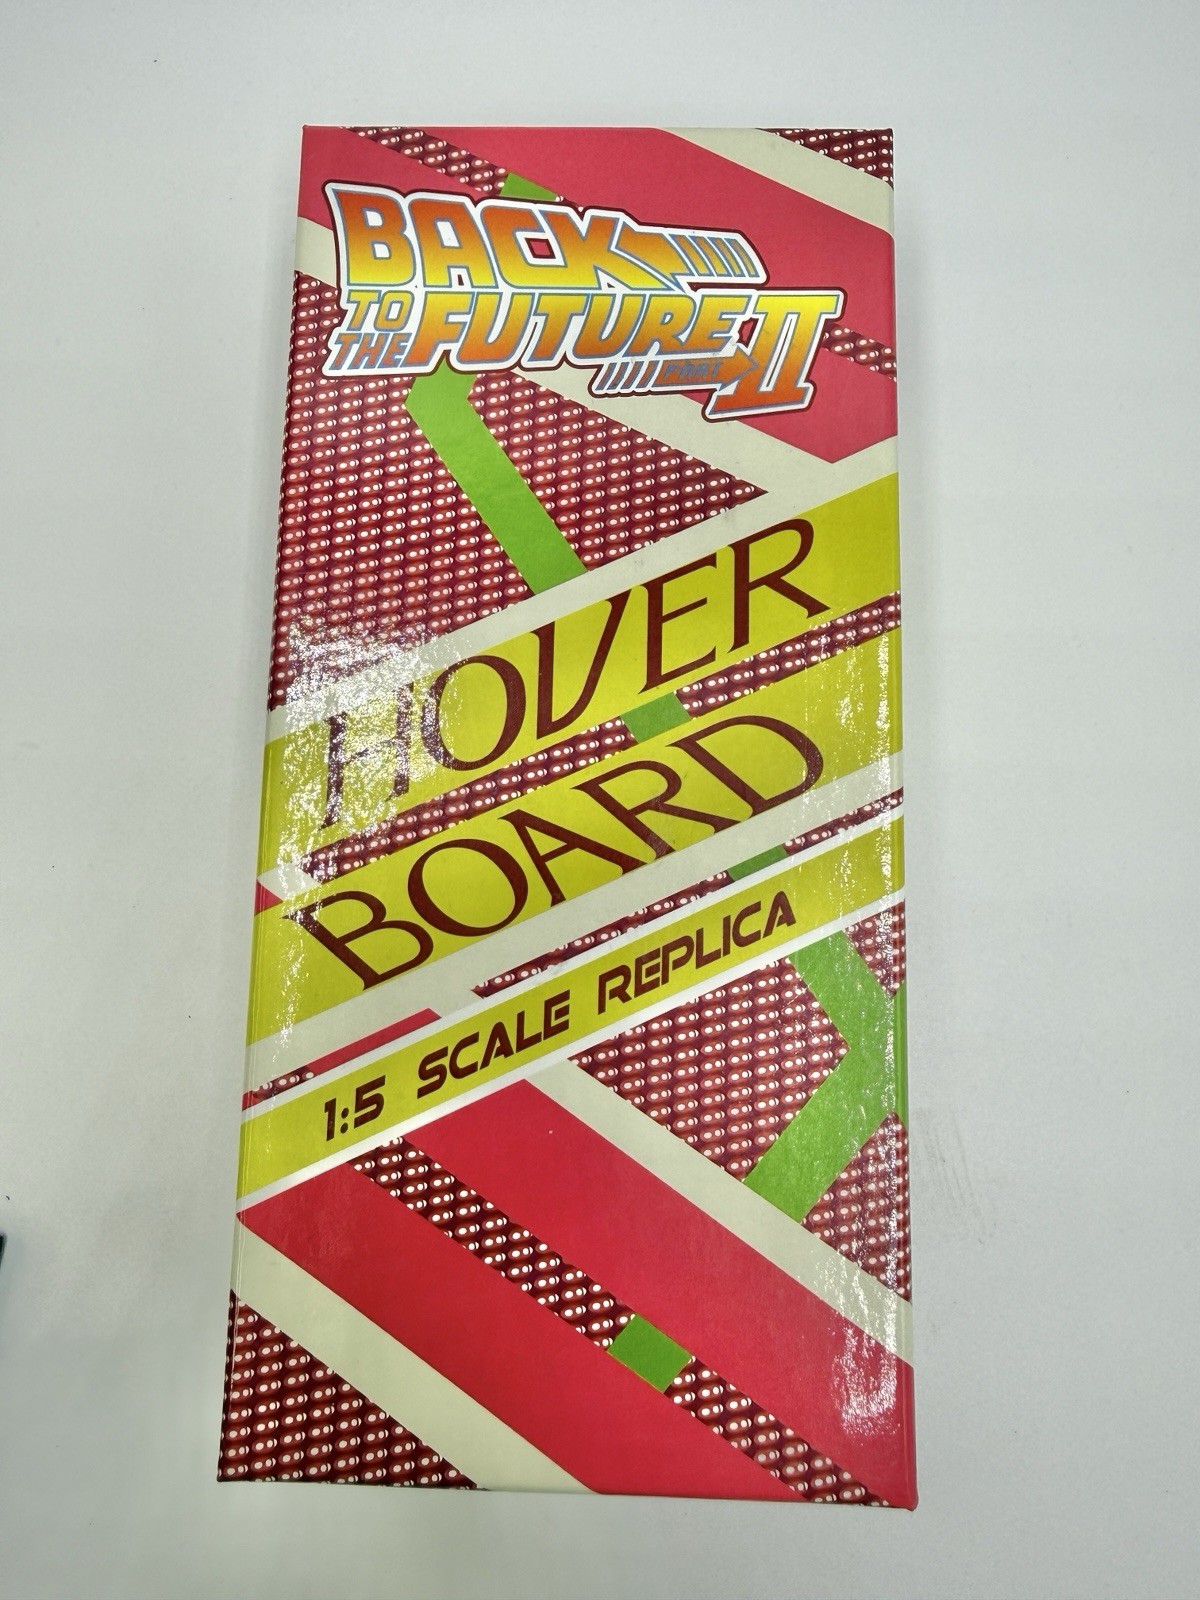 BACK
TO THE FUTURE
PART II
HOVER
BOARD
1:5 SCALE REPLICA